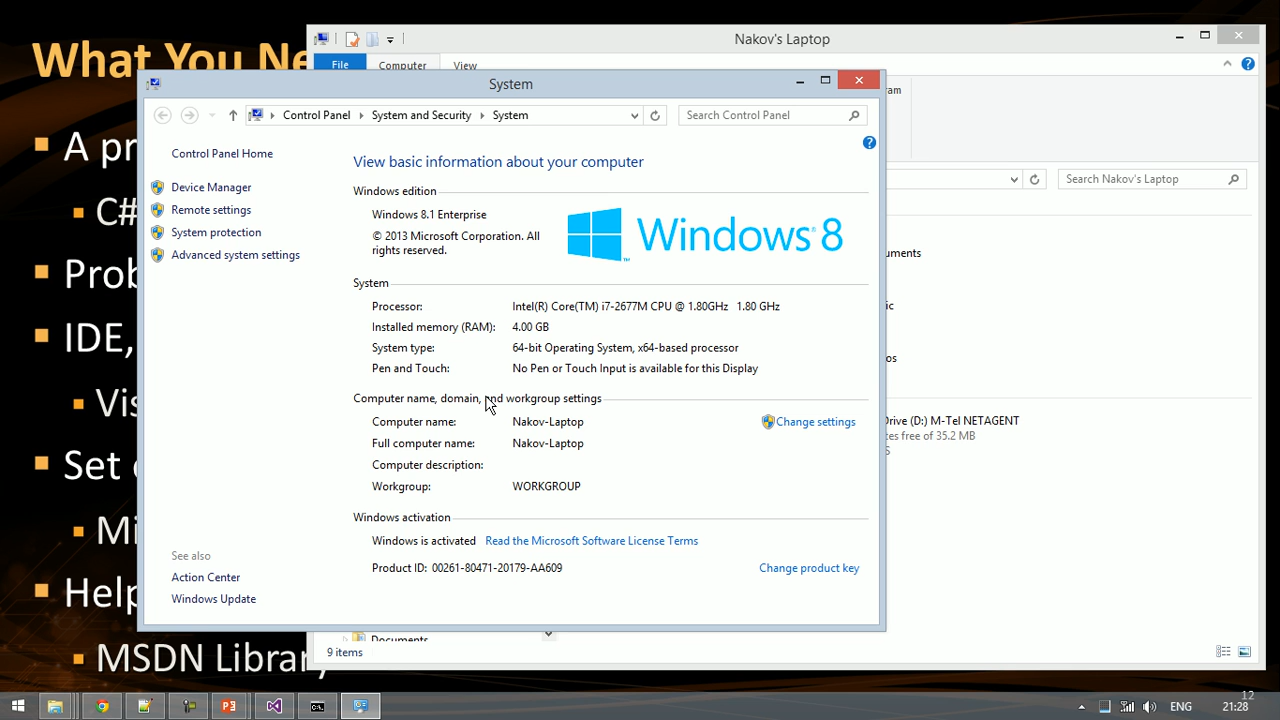 What You Ne
A pr
C#
Prob
IDE,
Vis
Set
Mi
Help
MSDN Library
Nakov's Laptop
File
Computer
View
ram
Search Nakov's Laptop
uments
ic
os
Drive (D:) M-Tel NETAGENT
tes free of 35.2 MB
S
Documents
9 items
System
Control Panel
System and Security
System
Search Control Panel
Control Panel Home
Device Manager
Remote settings
System protection
Advanced system settings
See also
Action Center
Windows Update
View basic information about your computer
Windows edition
Windows 8.1 Enterprise
© 2013 Microsoft Corporation. All
rights reserved.
Windows® 8
System
Processor: Intel(R) Core(TM) i7-2677M CPU @ 1.80GHz 1.80 GHz
Installed memory (RAM): 4.00 GB
System type: 64-bit Operating System, x64-based processor
Pen and Touch: No Pen or Touch Input is available for this Display
Computer name, domain, and workgroup settings
Computer name: Nakov-Laptop
Change settings
Full computer name: Nakov-Laptop
Computer description:
Workgroup: WORKGROUP
Windows activation
Windows is activated Read the Microsoft Software License Terms
Product ID: 00261-80471-20179-AA609
Change product key
12
ENG
21:28